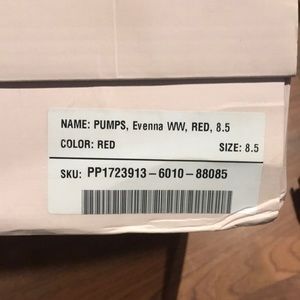 NAME: PUMPS, Evenna WW, RED, 8.5
COLOR: RED SIZE: 8.5
SKU: PP1723913-6010-88085